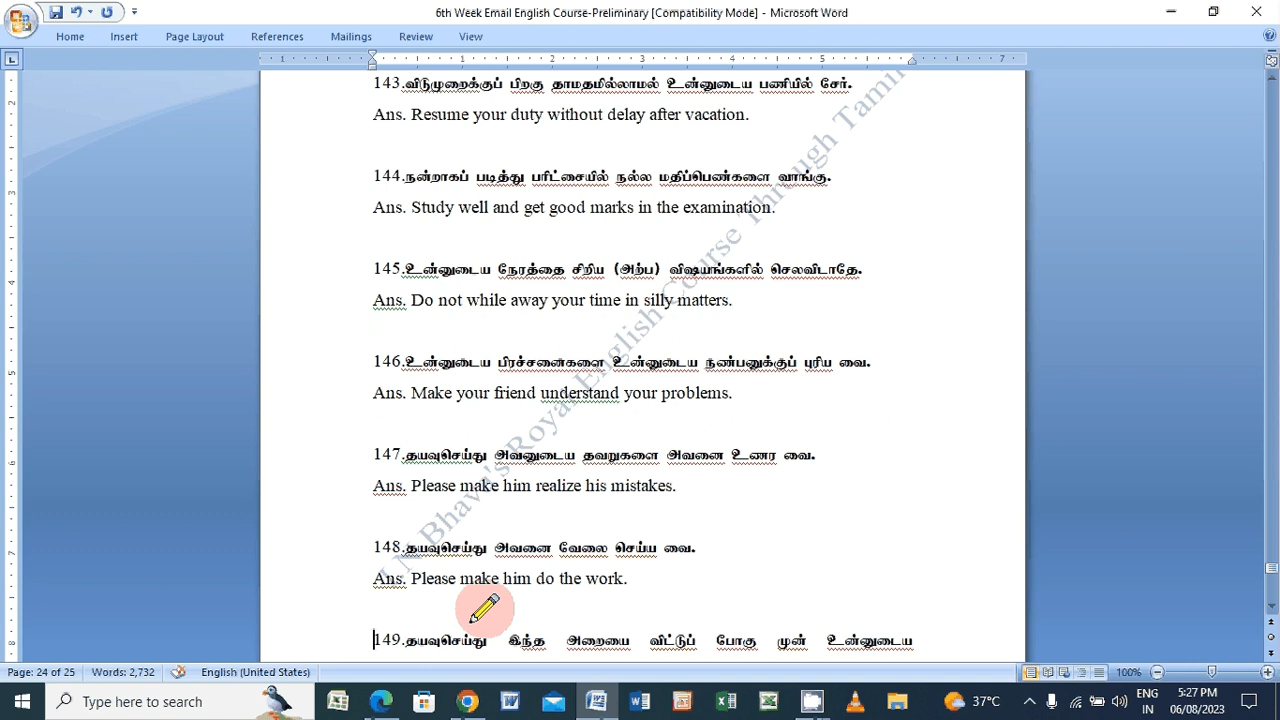 6th Week Email English Course-Preliminary [Compatibility Mode] - Microsoft Word
Home Insert Page Layout References Mailings Review View
143.விடுமுறைக்குப் பிறகு தாமதமில்லாமல் உன்னுடைய பணியில் சேர்.
Ans. Resume your duty without delay after vacation.
144.நன்றாகப் படித்து பரிட்சையில் நல்ல மதிப்பெண்களை வாங்கு.
Ans. Study well and get good marks in the examination.
145.உன்னுடைய நேரத்தை சிறிய (அற்ப) விஷயங்களில் செலவிடாதே.
Ans. Do not while away your time in silly matters.
146.உன்னுடைய பிரச்சனைகளை உன்னுடைய நண்பனுக்குப் புரிய வை.
Ans. Make your friend understand your problems.
147.தயவுசெய்து அவனுடைய தவறுகளை அவனை உணர வை.
Ans. Please make him realize his mistakes.
148.தயவுசெய்து அவனை வேலை செய்ய வை.
Ans. Please make him do the work.
149.தயவுசெய்து இந்த அறையை விட்டுப் போகு முன் உன்னுடைய
Bhava's Royal English Course Through Tamil
Page: 24 of 25 Words: 2,732 English (United States) 100%
Type here to search 37°C ENG 5:27 PM
IN 06/08/2023